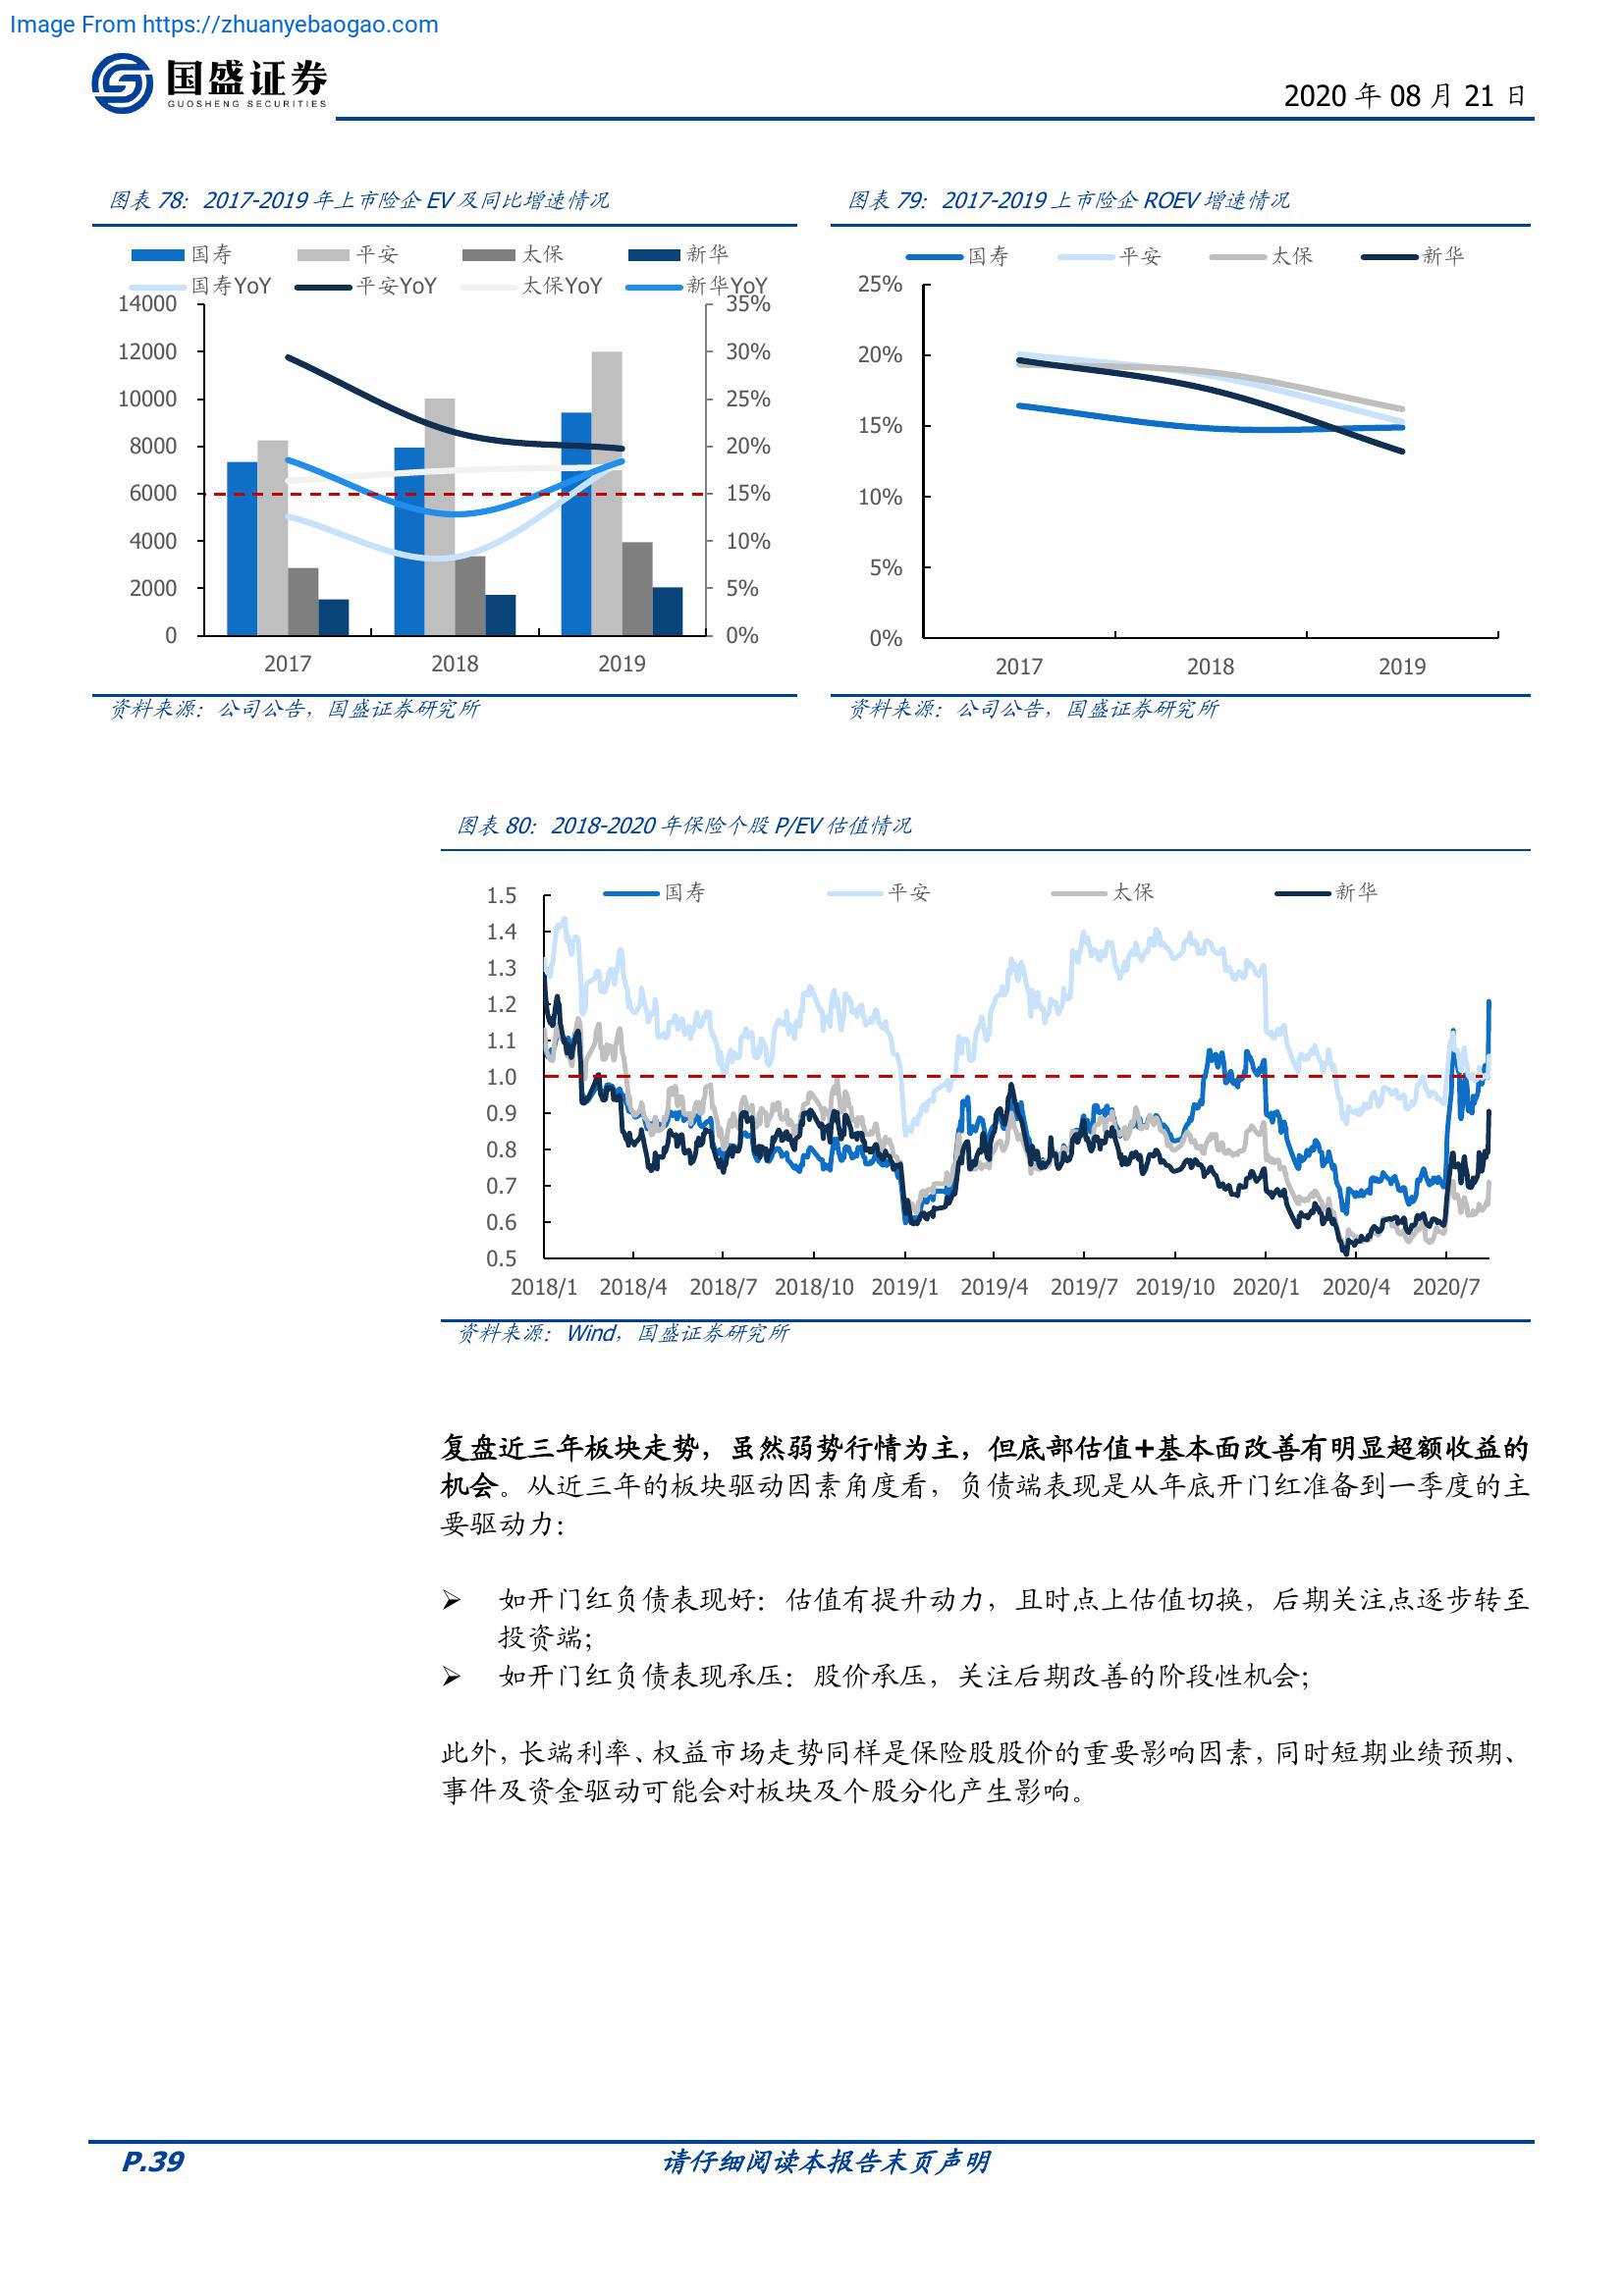 Image From https://zhuanyebaogao.com
国盛证券
GUOSHENG SECURITIES
2020 年 08 月 21 日
图表 78：2017-2019 年上市险企 EV 及同比增速情况
国寿 平安 太保 新华
国寿YoY 平安YoY 太保YoY 新华YoY
14000 35%
12000 30%
10000 25%
8000 20%
6000 15%
4000 10%
2000 5%
0 0%
2017 2018 2019
资料来源：公司公告，国盛证券研究所
图表 79：2017-2019 上市险企 ROEV 增速情况
国寿 平安 太保 新华
25%
20%
15%
10%
5%
0%
2017 2018 2019
资料来源：公司公告，国盛证券研究所
图表 80：2018-2020 年保险个股 P/EV 估值情况
国寿 平安 太保 新华
1.5
1.4
1.3
1.2
1.1
1.0
0.9
0.8
0.7
0.6
0.5
2018/1 2018/4 2018/7 2018/10 2019/1 2019/4 2019/7 2019/10 2020/1 2020/4 2020/7
资料来源：Wind，国盛证券研究所
复盘近三年板块走势，虽然弱势行情为主，但底部估值+基本面改善有明显超额收益的
机会。从近三年的板块驱动因素角度看，负债端表现是从年底开门红准备到一季度的主
要驱动力：
➢ 如开门红负债表现好：估值有提升动力，且时点上估值切换，后期关注点逐步转至
投资端；
➢ 如开门红负债表现承压：股价承压，关注后期改善的阶段性机会；
此外，长端利率、权益市场走势同样是保险股股价的重要影响因素，同时短期业绩预期、
事件及资金驱动可能会对板块及个股分化产生影响。
P.39
请仔细阅读本报告末页声明